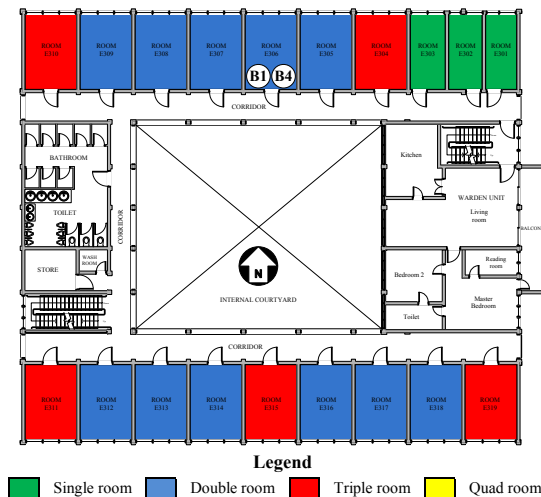 ROOM
E310
ROOM
E309
ROOM
E308
ROOM
E307
ROOM
E306
ROOM
E305
ROOM
E304
ROOM
E303
ROOM
E302
ROOM
E301
B1
B4
CORRIDOR
BATHROOM
Kitchen
WARDEN UNIT
Living
room
TOILET
CORRIDOR
BALCON
WASH
ROOM
STORE
Bedroom 2
Reading
room
N
INTERNAL COURTYARD
Master
Bedroom
Toilet
CORRIDOR
ROOM
E311
ROOM
E312
ROOM
E313
ROOM
E314
ROOM
E315
ROOM
E316
ROOM
E317
ROOM
E318
ROOM
E319
Legend
Single room
Double room
Triple room
Quad room